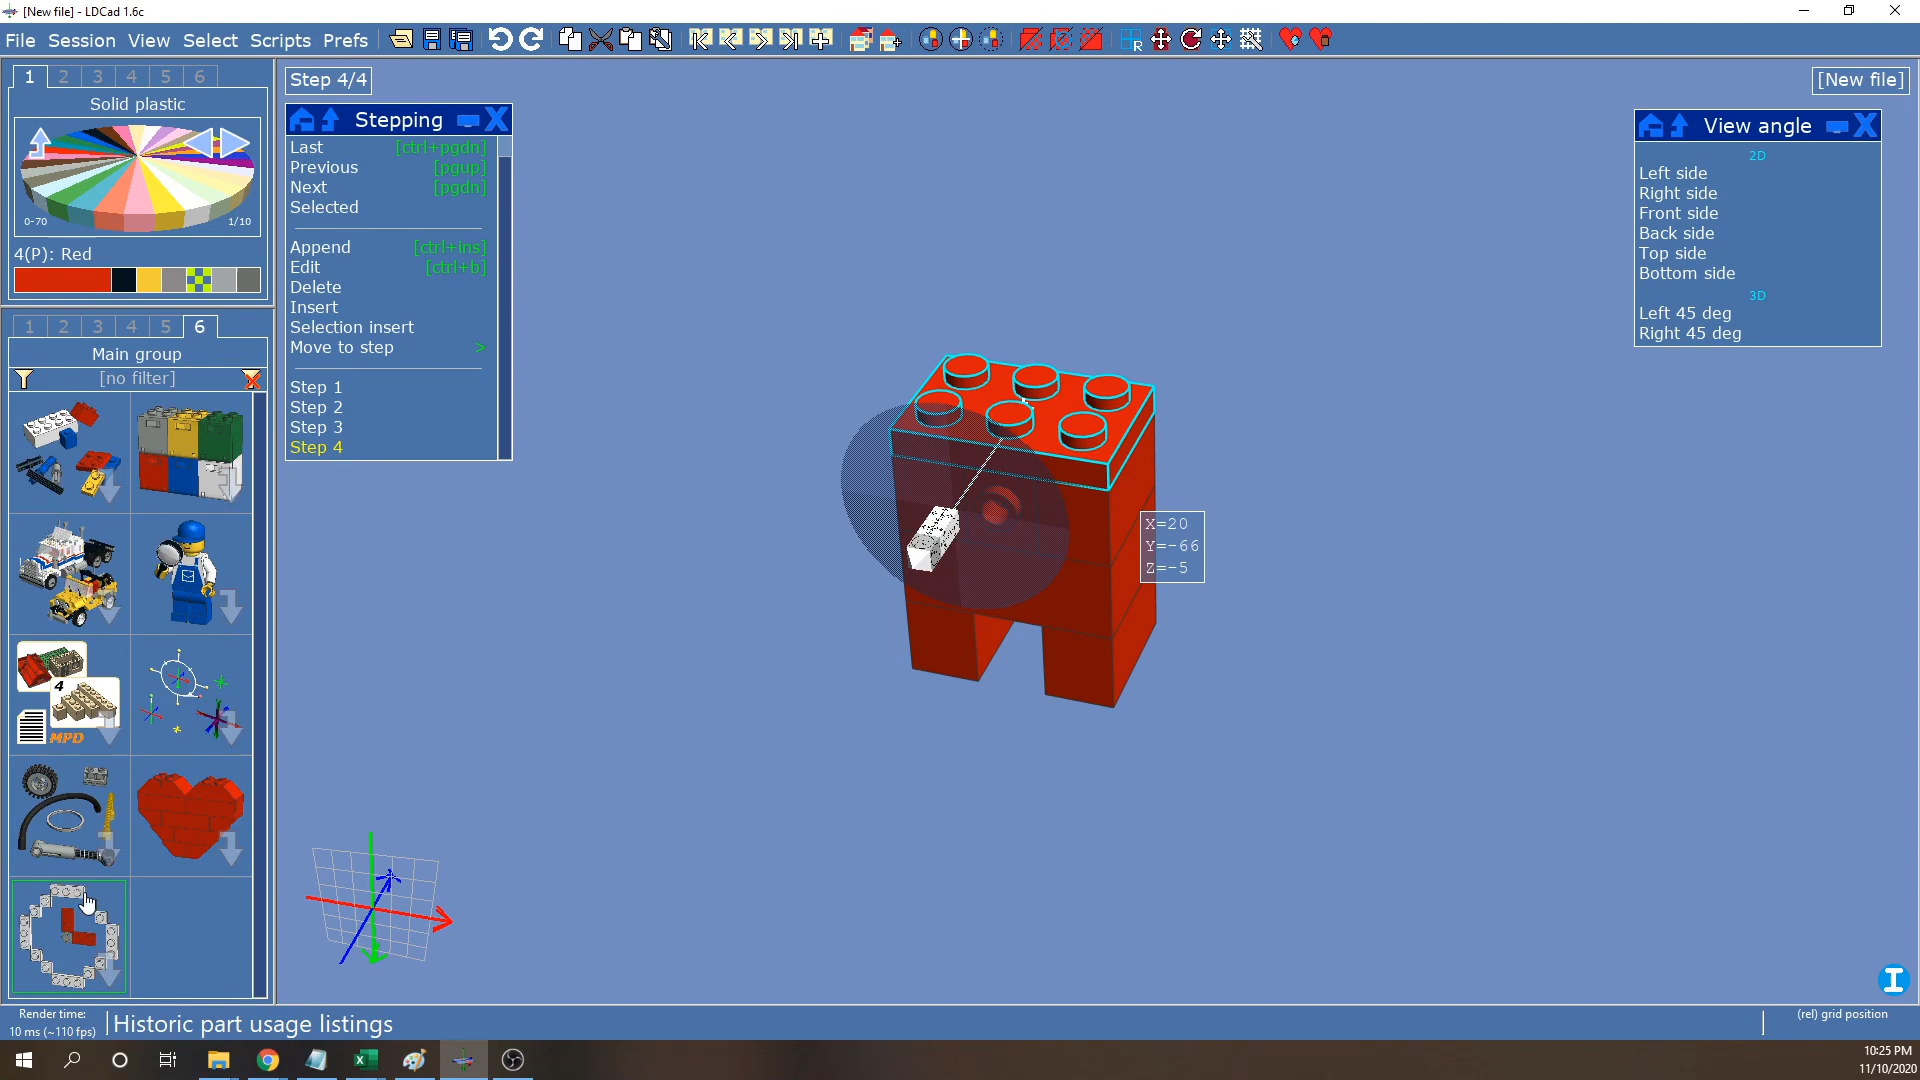 [New file] - LDCad 1.6c
File Session View Select Scripts Prefs
1 2 3 4 5 6
Solid plastic
0-70 1/10
4(P): Red
1 2 3 4 5 6
Main group
[no filter]
4
MPD
Step 4/4
Stepping
Last [ctrl+pgdn]
Previous [pgup]
Next [pgdn]
Selected
Append [ctrl+ins]
Edit [ctrl+b]
Delete
Insert
Selection insert
Move to step >
Step 1
Step 2
Step 3
Step 4
X=20
Y=-66
Z=-5
[New file]
View angle
2D
Left side
Right side
Front side
Back side
Top side
Bottom side
3D
Left 45 deg
Right 45 deg
Render time:
10 ms (~110 fps)
Historic part usage listings
(rel) grid position
10:25 PM
11/10/2020